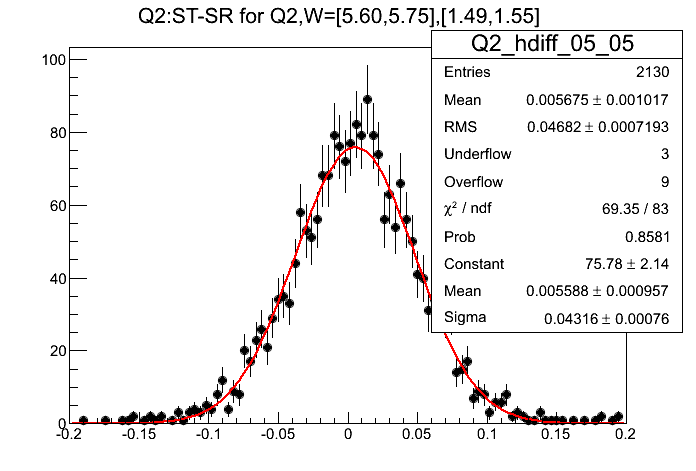 Q2:ST-SR for Q2,W=[5.60,5.75],[1.49,1.55]
Q2_hdiff_05_05
Entries 2130
Mean 0.005675 ± 0.001017
RMS 0.04682 ± 0.0007193
Underflow 3
Overflow 9
χ² / ndf 69.35 / 83
Prob 0.8581
Constant 75.78 ± 2.14
Mean 0.005588 ± 0.000957
Sigma 0.04316 ± 0.00076
100
80
60
40
20
0
-0.2 -0.15 -0.1 -0.05 0 0.05 0.1 0.15 0.2